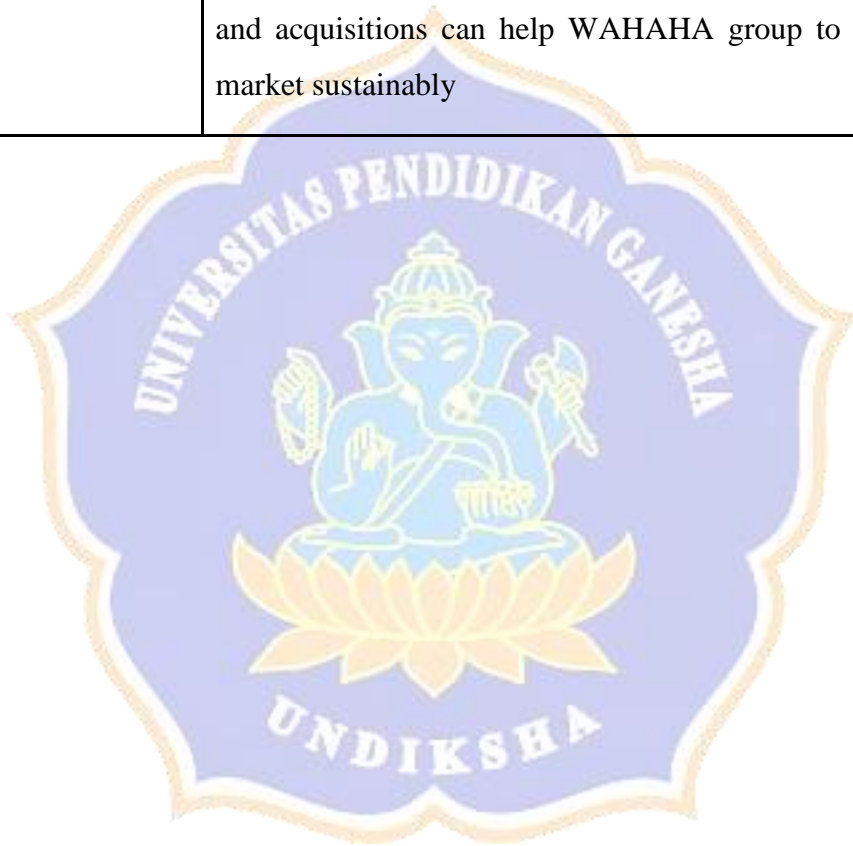 and acquisitions can help WAHAHA group to
market sustainably
UNIVERSITAS PENDIDIKAN GANESHA
UNDIKSHA